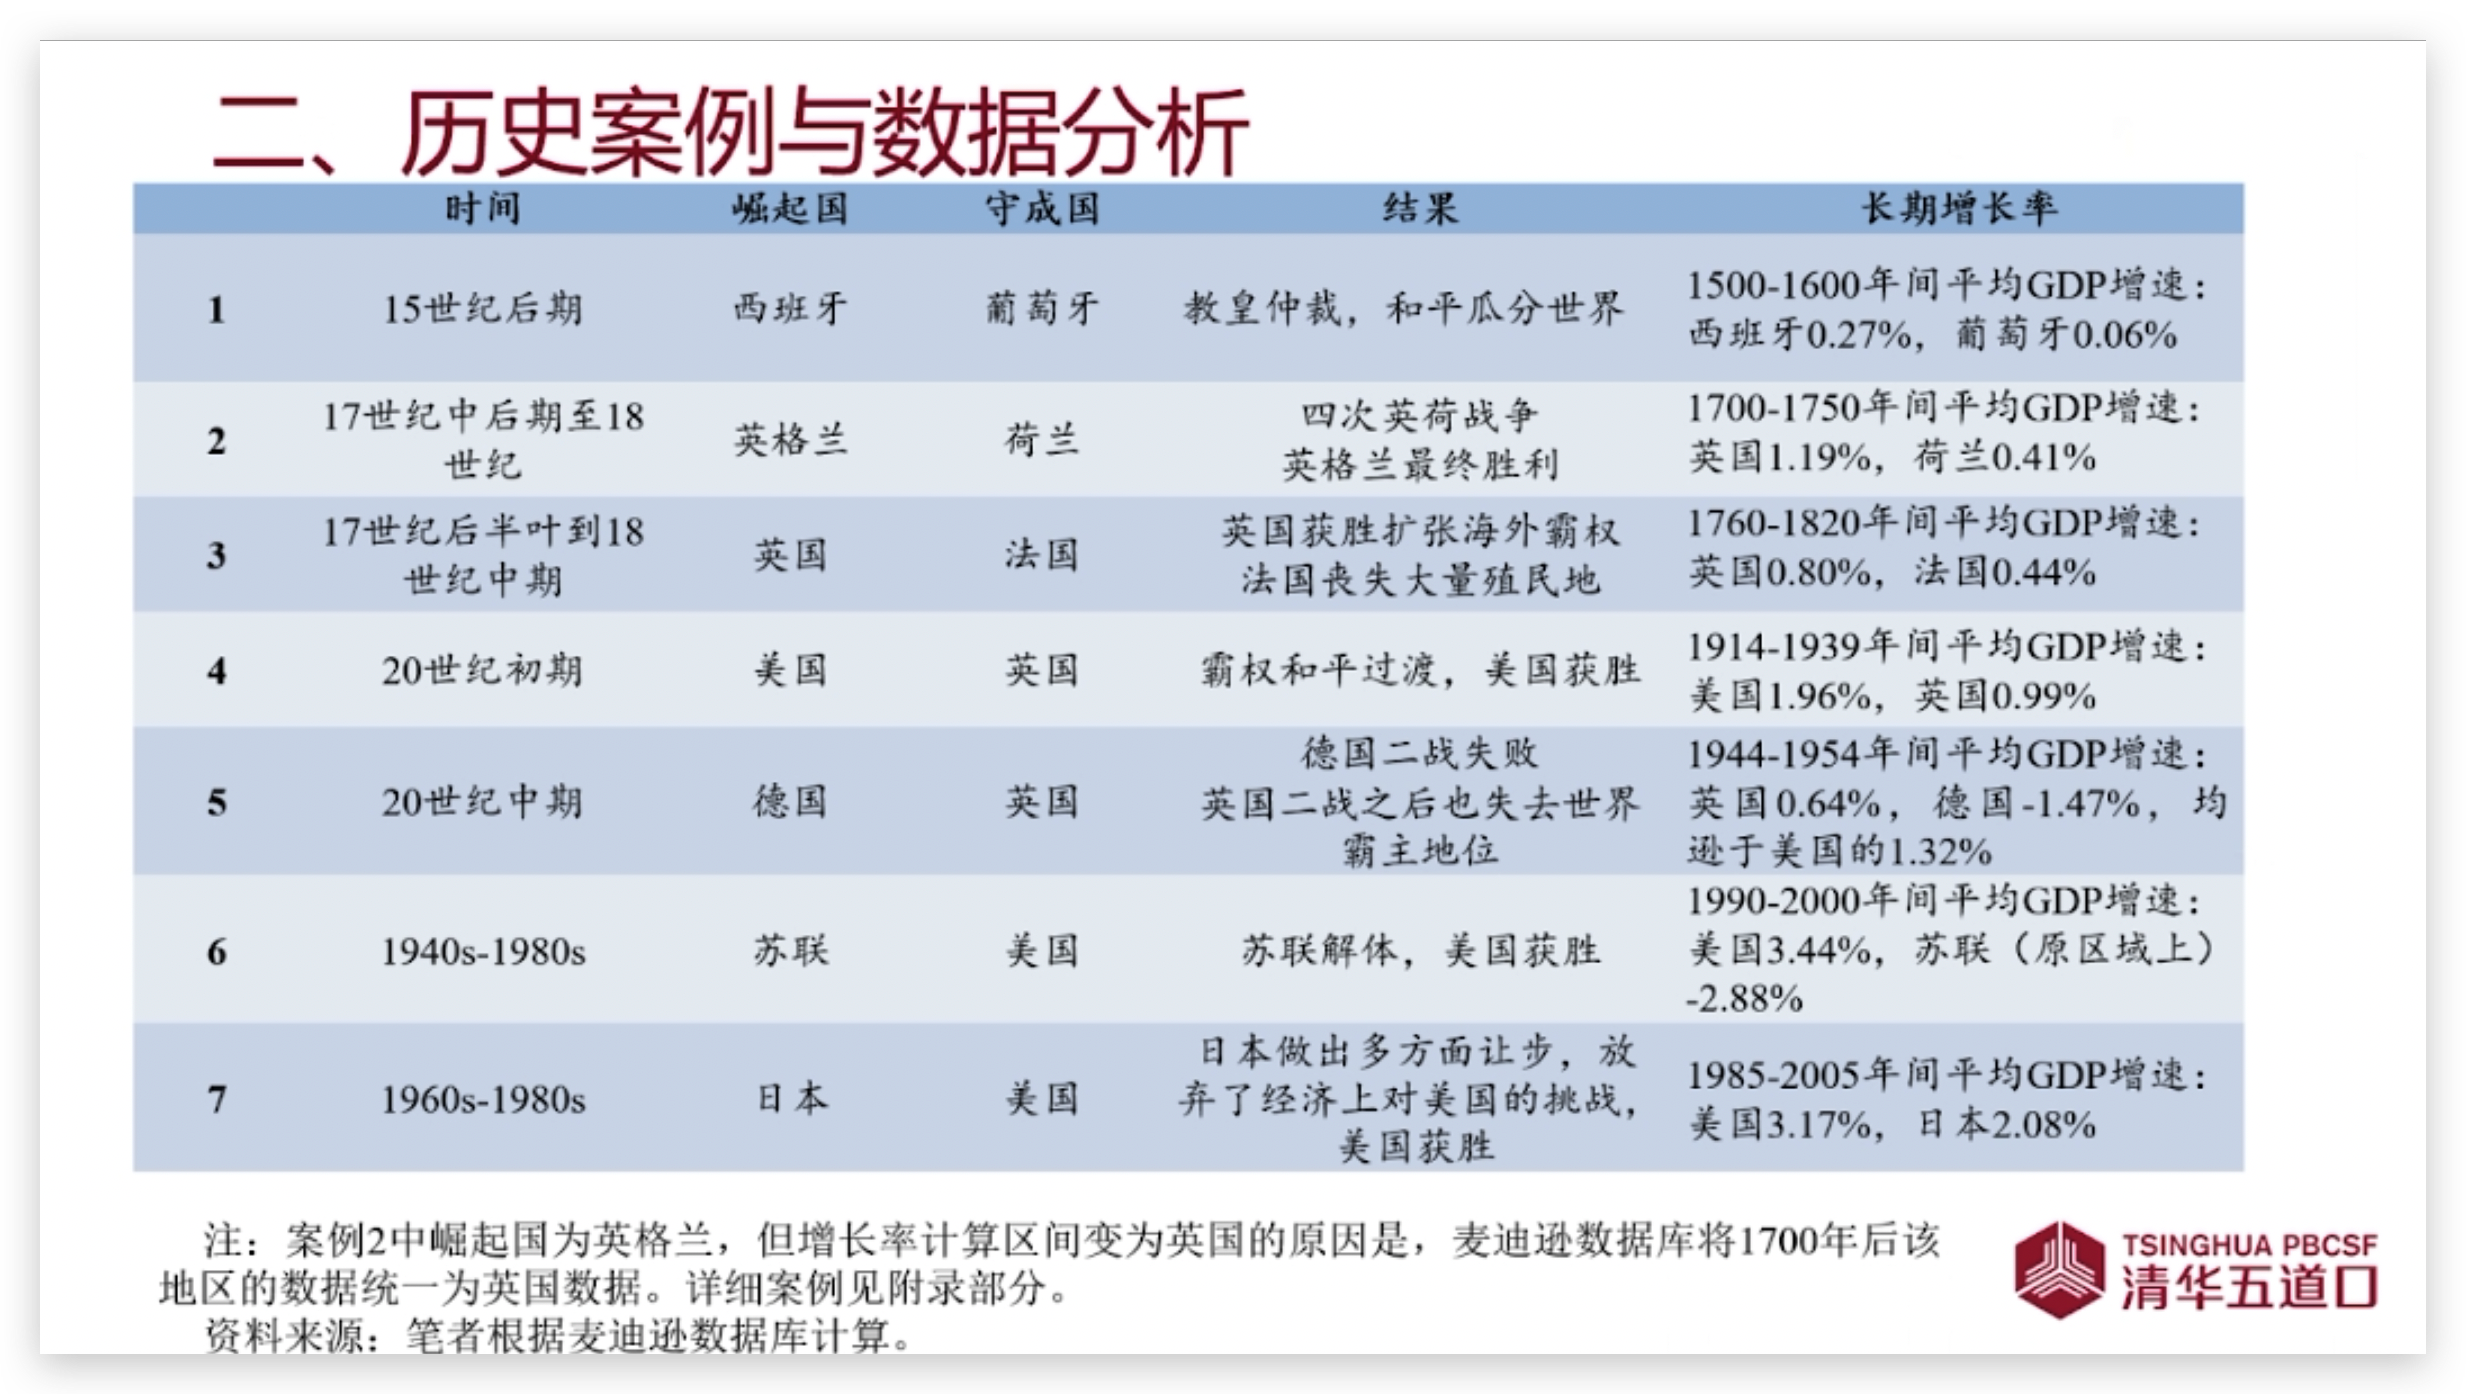 二、历史案例与数据分析
时间 崛起国 守成国 结果 长期增长率
1 15世纪后期 西班牙 葡萄牙 教皇仲裁，和平瓜分世界 1500-1600年间平均GDP增速：
西班牙0.27%，葡萄牙0.06%
2 17世纪中后期至18
世纪 英格兰 荷兰 四次英荷战争
英格兰最终胜利 1700-1750年间平均GDP增速：
英国1.19%，荷兰0.41%
3 17世纪后半叶到18
世纪中期 英国 法国 英国获胜扩张海外霸权
法国丧失大量殖民地 1760-1820年间平均GDP增速：
英国0.80%，法国0.44%
4 20世纪初期 美国 英国 霸权和平过渡，美国获胜 1914-1939年间平均GDP增速：
美国1.96%，英国0.99%
5 20世纪中期 德国 英国 德国二战失败
英国二战之后也失去世界
霸主地位 1944-1954年间平均GDP增速：
英国0.64%，德国-1.47%，均
逊于美国的1.32%
6 1940s-1980s 苏联 美国 苏联解体，美国获胜 1990-2000年间平均GDP增速：
美国3.44%，苏联（原区域上）
-2.88%
7 1960s-1980s 日本 美国 日本做出多方面让步，放
弃了经济上对美国的挑战，
美国获胜 1985-2005年间平均GDP增速：
美国3.17%，日本2.08%
注：案例2中崛起国为英格兰，但增长率计算区间变为英国的原因是，麦迪逊数据库将1700年后该
地区的数据统一为英国数据。详细案例见附录部分。
资料来源：笔者根据麦迪逊数据库计算。
TSINGHUA PBCSF
清华五道口